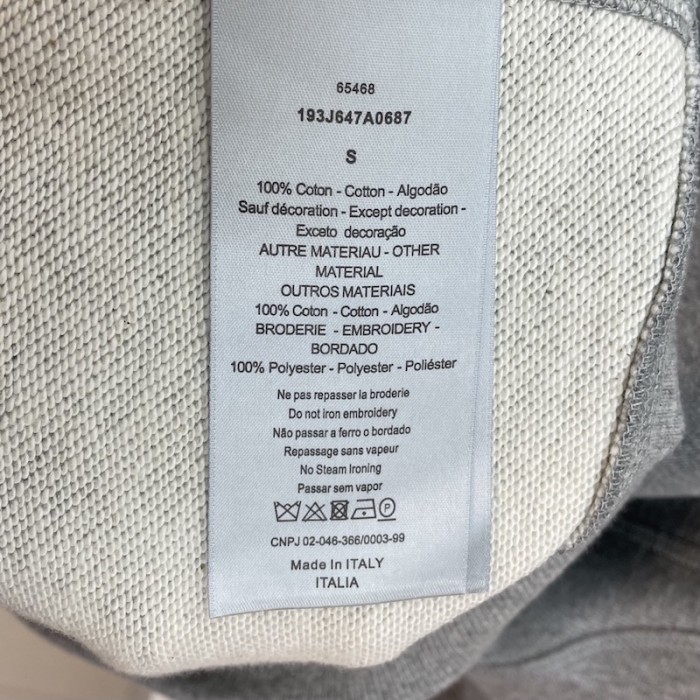 65468
193J647A0687
S
100% Coton - Cotton - Algodão
Sauf décoration - Except decoration -
Exceto decoração
AUTRE MATERIAU - OTHER
MATERIAL
OUTROS MATERIAIS
100% Coton - Cotton - Algodão
BRODERIE - EMBROIDERY -
BORDADO
100% Polyester - Polyester - Poliéster
Ne pas repasser la broderie
Do not iron embroidery
Não passar a ferro o bordado
Repassage sans vapeur
No Steam Ironing
Passar sem vapor
P
CNPJ 02-046-366/0003-99
Made In ITALY
ITALIA